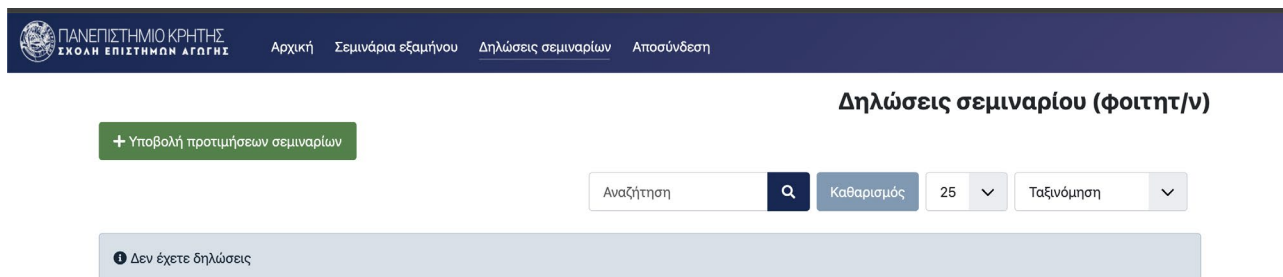 ΠΑΝΕΠΙΣΤΗΜΙΟ ΚΡΗΤΗΣ
ΣΧΟΛΗ ΕΠΙΣΤΗΜΩΝ ΑΓΩΓΗΣ
Αρχική Σεμινάρια εξαμήνου Δηλώσεις σεμιναρίων Αποσύνδεση
Δηλώσεις σεμιναρίου (φοιτητ/ν)
+ Υποβολή προτιμήσεων σεμιναρίων
Αναζήτηση Καθαρισμός 25 Ταξινόμηση
Δεν έχετε δηλώσεις